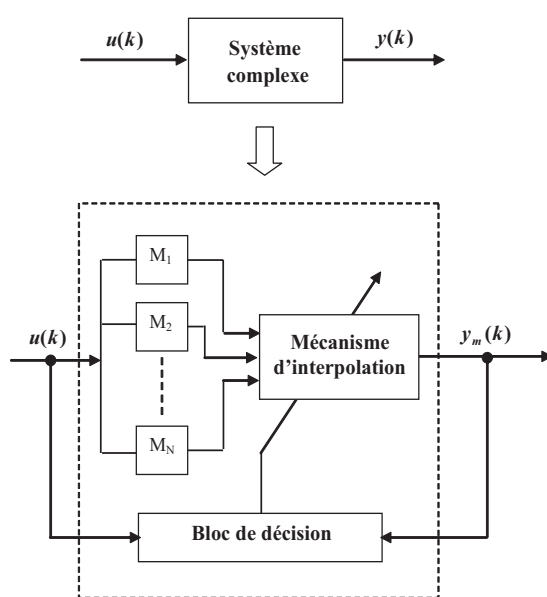 u(k)
Système
complexe
y(k)
M1
M2
MN
u(k)
Mécanisme
d'interpolation
ym(k)
Bloc de décision